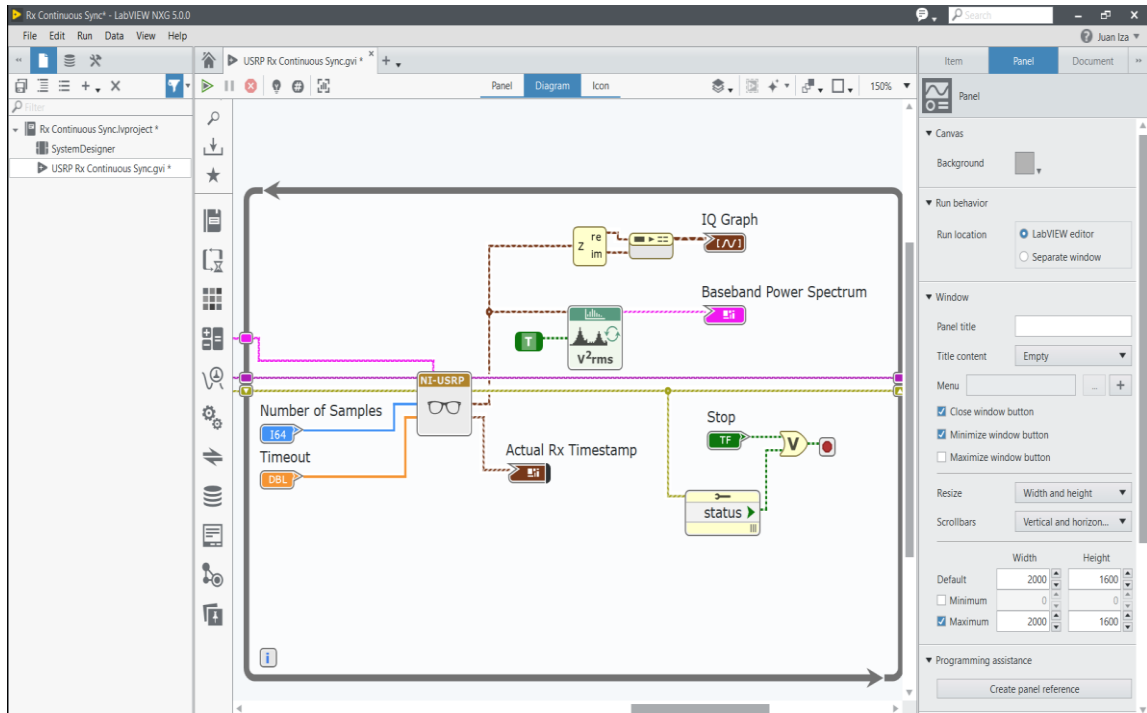 Rx Continuous Sync* - LabVIEW NXG 5.0.0
Search
File Edit Run Data View Help
Juan Iza
USRP Rx Continuous Sync.gvi *
Item Panel Document
Panel Diagram Icon
150%
Filter
Panel
Rx Continuous Sync.lvproject *
SystemDesigner
USRP Rx Continuous Sync.gvi *
Canvas
Background
Run behavior
Run location
LabVIEW editor
Separate window
Window
Panel title
Title content Empty
Menu ...
Close window button
Minimize window button
Maximize window button
Resize Width and height
Scrollbars Vertical and horizon...
Width Height
Default 2000 1600
Minimum 0 0
Maximum 2000 1600
Programming assistance
Create panel reference
IQ Graph
z re
im
Baseband Power Spectrum
T
V²rms
NI-USRP
Number of Samples
I64
Timeout
DBL
Actual Rx Timestamp
Stop
TF
V
status
i